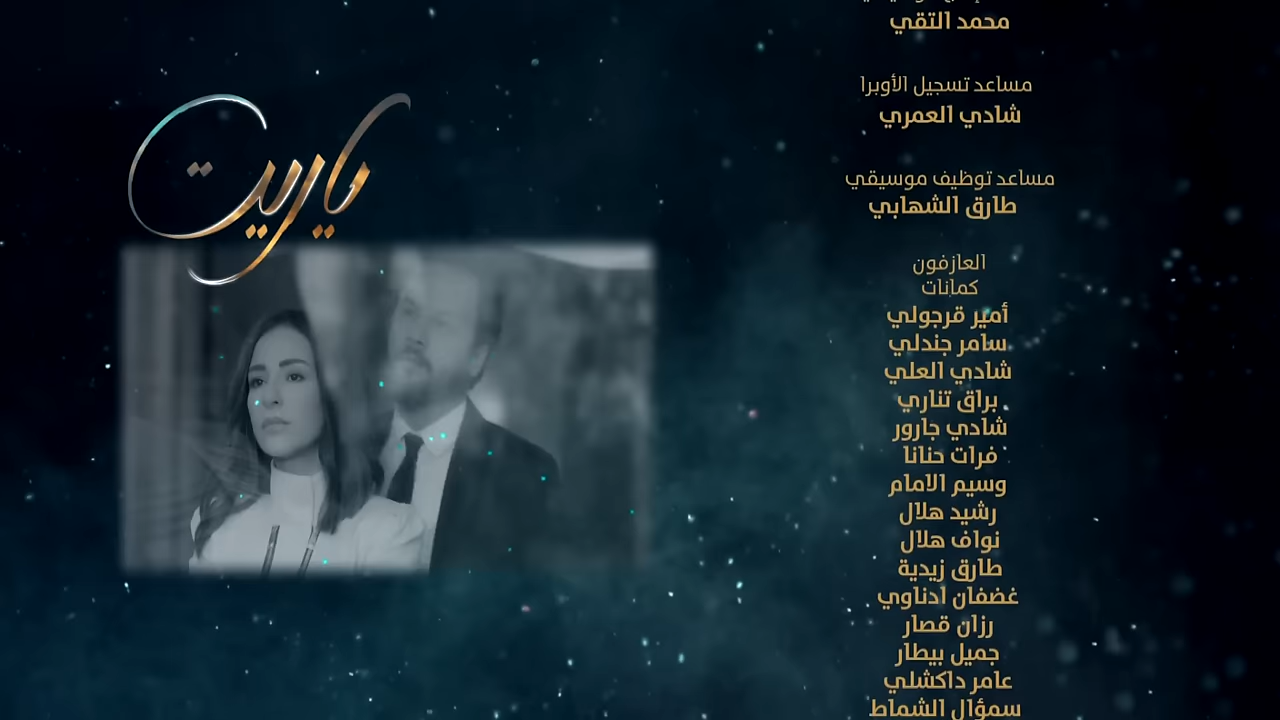 ياريت
محمد التقي
مساعد تسجيل الأوبرا
شادي العمري
مساعد توظيف موسيقي
طارق الشهابي
العازفون
كمانات
أمير قرجولي
سامر جندلي
شادي العلي
براق تناري
شادي جارور
فرات حنانا
وسيم الامام
رشيد هلال
نواف هلال
طارق زيدية
غضفان ادناوي
رزان قصار
جميل بيطار
عامر داكشلي
سمؤال الشماط